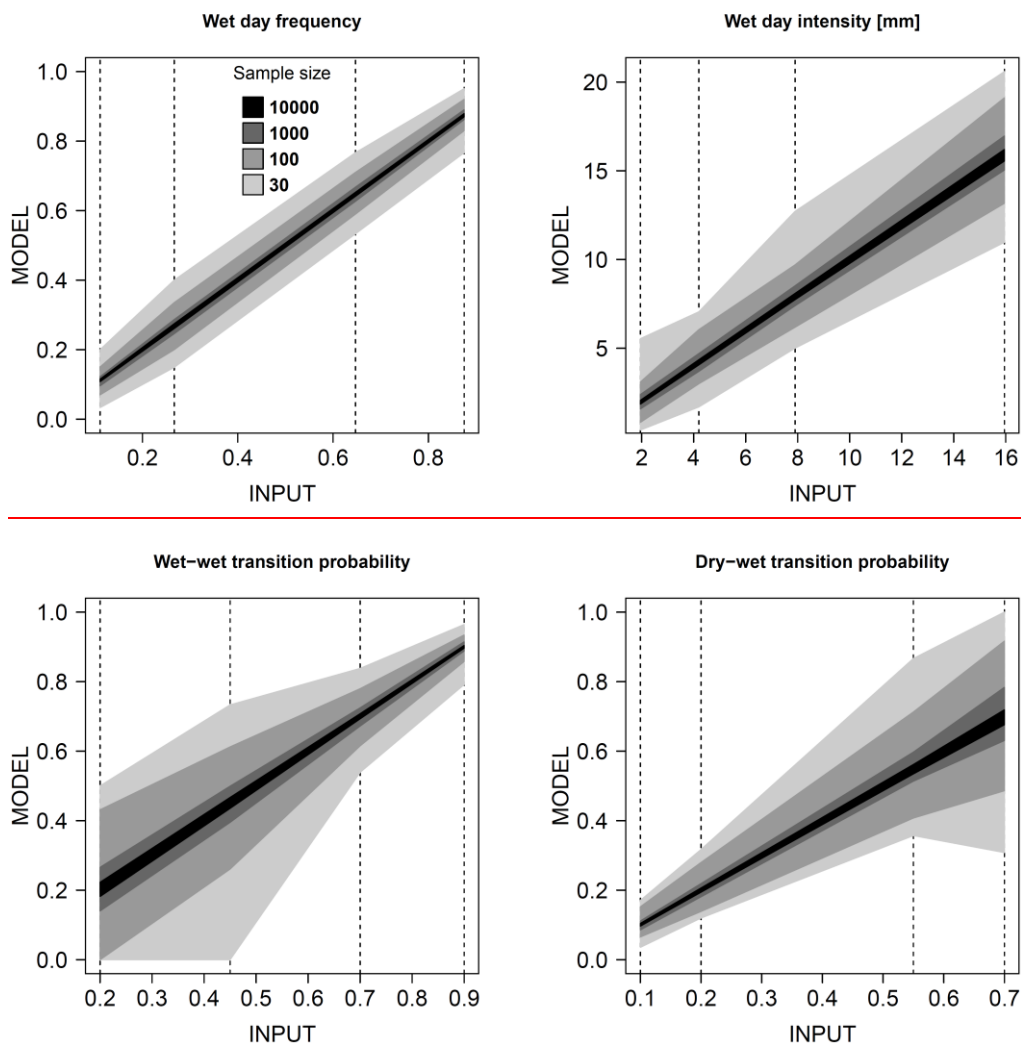 Wet day frequency
1.0
0.8
0.6
0.4
0.2
0.0
MODEL
Sample size
10000
1000
100
30
0.2 0.4 0.6 0.8
INPUT
Wet day intensity [mm]
20
15
10
5
MODEL
2 4 6 8 10 12 14 16
INPUT
Wet−wet transition probability
1.0
0.8
0.6
0.4
0.2
0.0
MODEL
0.2 0.3 0.4 0.5 0.6 0.7 0.8 0.9
INPUT
Dry−wet transition probability
1.0
0.8
0.6
0.4
0.2
0.0
MODEL
0.1 0.2 0.3 0.4 0.5 0.6 0.7
INPUT